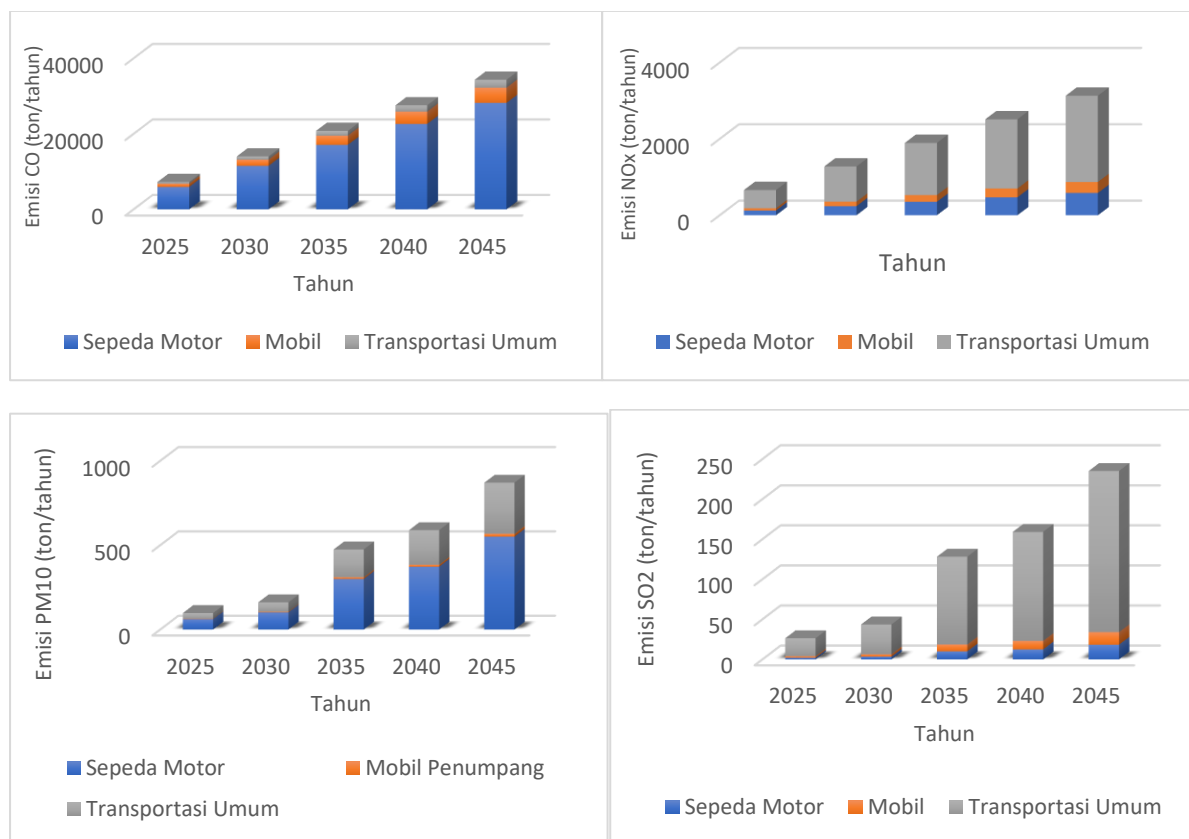 Emisi CO (ton/tahun)
40000
20000
0
2025 2030 2035 2040 2045
Tahun
Sepeda Motor Mobil Transportasi Umum
Emisi NOx (ton/tahun)
4000
2000
0
Tahun
Sepeda Motor Mobil Transportasi Umum
Emisi PM10 (ton/tahun)
1000
500
0
2025 2030 2035 2040 2045
Tahun
Sepeda Motor Mobil Penumpang
Transportasi Umum
Emisi SO2 (ton/tahun)
250
200
150
100
50
0
2025 2030 2035 2040 2045
Tahun
Sepeda Motor Mobil Transportasi Umum